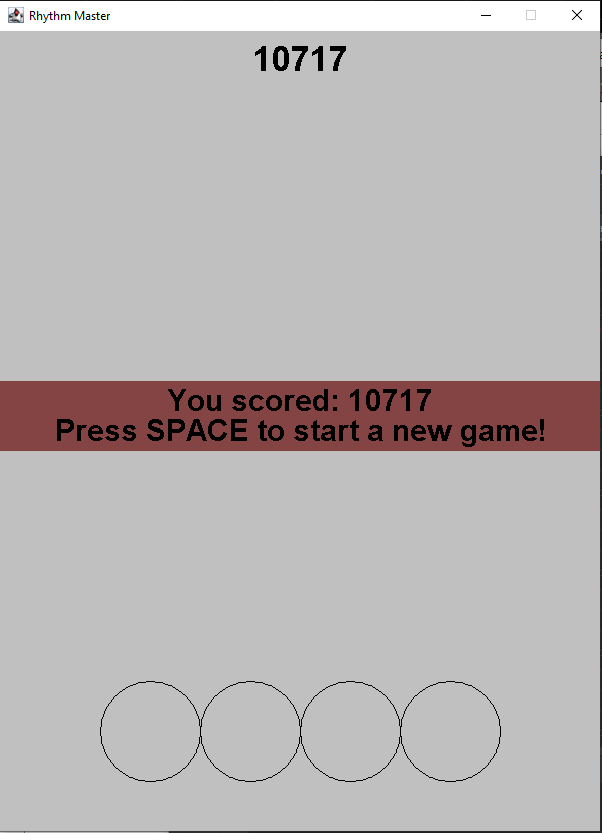 Rhythm Master
10717
You scored: 10717
Press SPACE to start a new game!